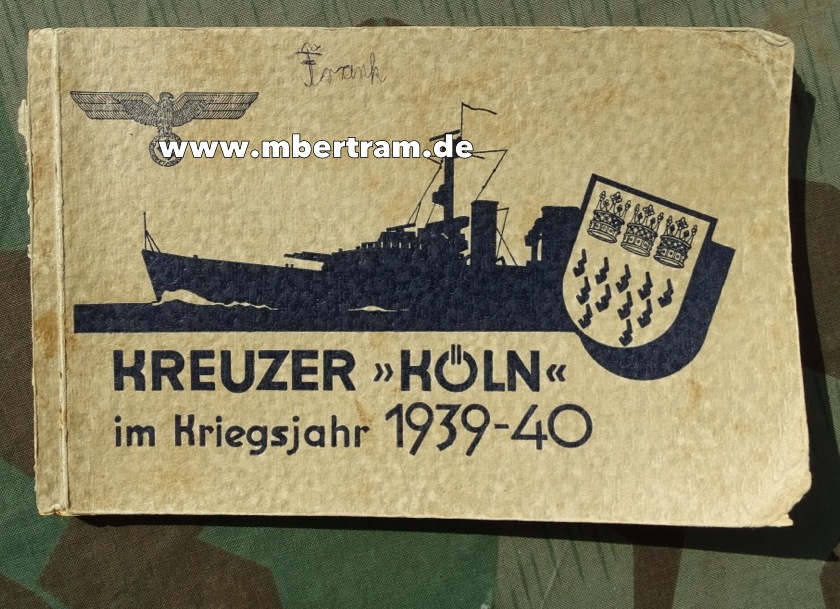 Frank
www.mbertram.de
KREUZER »KÖLN«
im Kriegsjahr 1939-40